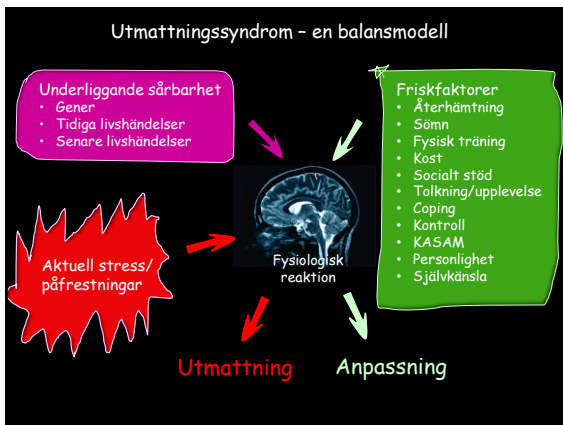 Utmattningssyndrom – en balansmodell
Underliggande sårbarhet
• Gener
• Tidiga livshändelser
• Senare livshändelser
Friskfaktorer
• Återhämtning
• Sömn
• Fysisk träning
• Kost
• Socialt stöd
• Tolkning/upplevelse
• Coping
• Kontroll
• KASAM
• Personlighet
• Självkänsla
Aktuell stress/
påfrestningar
Fysiologisk
reaktion
Utmattning
Anpassning